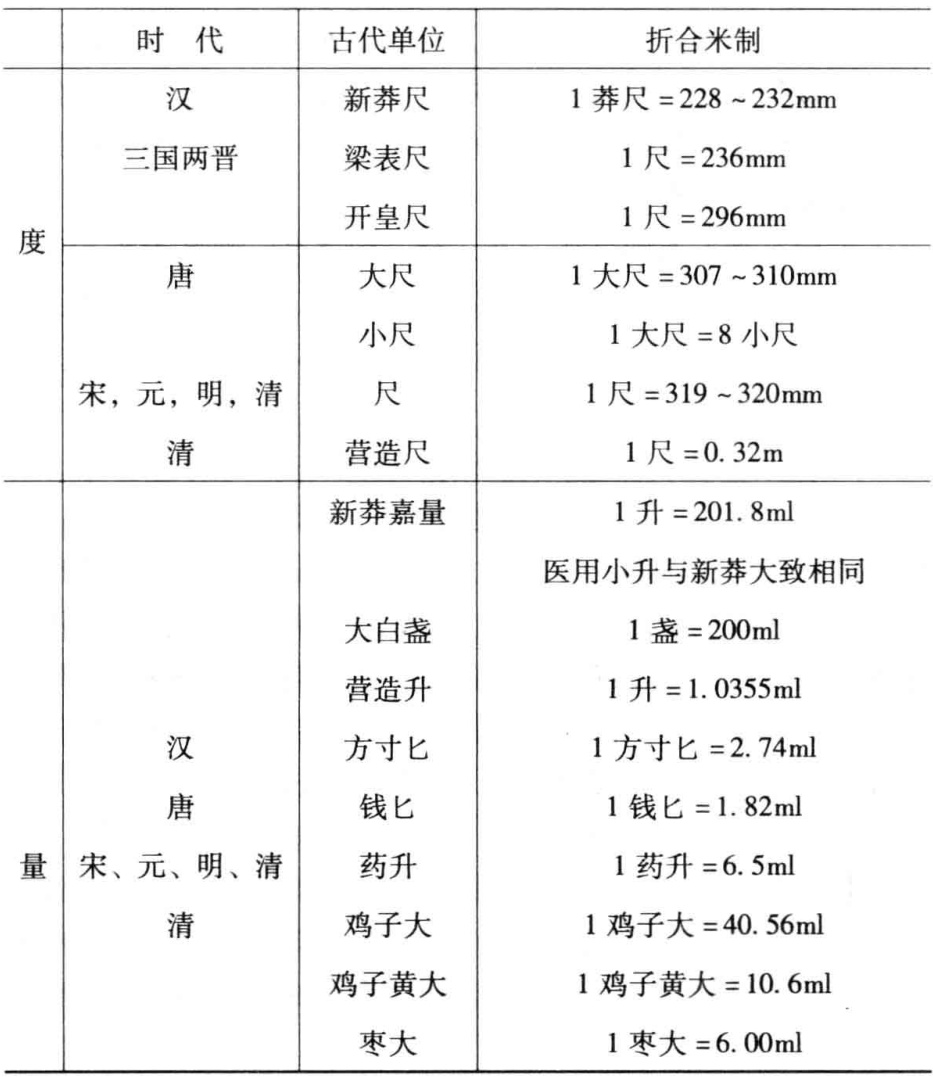 时 代 古代单位 折合米制
汉 新莽尺 1 莽尺 = 228 ~ 232mm
三国两晋 梁表尺 1 尺 = 236mm
开皇尺 1 尺 = 296mm
度
唐 大尺 1 大尺 = 307 ~ 310mm
小尺 1 大尺 = 8 小尺
宋,元,明,清 尺 1 尺 = 319 ~ 320mm
清 营造尺 1 尺 = 0. 32m
新莽嘉量 1 升 = 201. 8ml
医用小升与新莽大致相同
大白盏 1 盏 = 200ml
营造升 1 升 = 1. 0355ml
汉 方寸匕 1 方寸匕 = 2. 74ml
唐 钱匕 1 钱匕 = 1. 82ml
量 宋、元、明、清 药升 1 药升 = 6. 5ml
清 鸡子大 1 鸡子大 = 40. 56ml
鸡子黄大 1 鸡子黄大 = 10. 6ml
枣大 1 枣大 = 6. 00ml